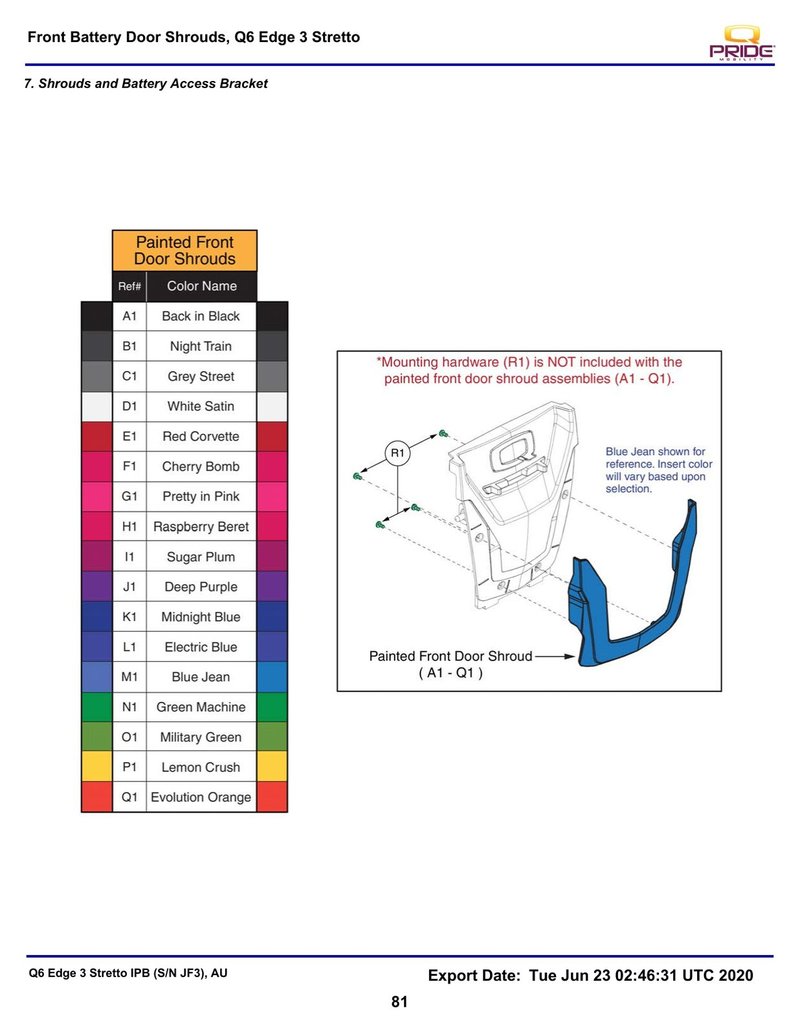 Front Battery Door Shrouds, Q6 Edge 3 Stretto
Q
PRIDE
MOBILITY
7. Shrouds and Battery Access Bracket
Painted Front
Door Shrouds
Ref# Color Name
A1 Back in Black
B1 Night Train
C1 Grey Street
D1 White Satin
E1 Red Corvette
F1 Cherry Bomb
G1 Pretty in Pink
H1 Raspberry Beret
I1 Sugar Plum
J1 Deep Purple
K1 Midnight Blue
L1 Electric Blue
M1 Blue Jean
N1 Green Machine
O1 Military Green
P1 Lemon Crush
Q1 Evolution Orange
*Mounting hardware (R1) is NOT included with the
painted front door shroud assemblies (A1 - Q1).
R1
Blue Jean shown for
reference. Insert color
will vary based upon
selection.
Painted Front Door Shroud
( A1 - Q1 )
Q6 Edge 3 Stretto IPB (S/N JF3), AU
Export Date: Tue Jun 23 02:46:31 UTC 2020
81